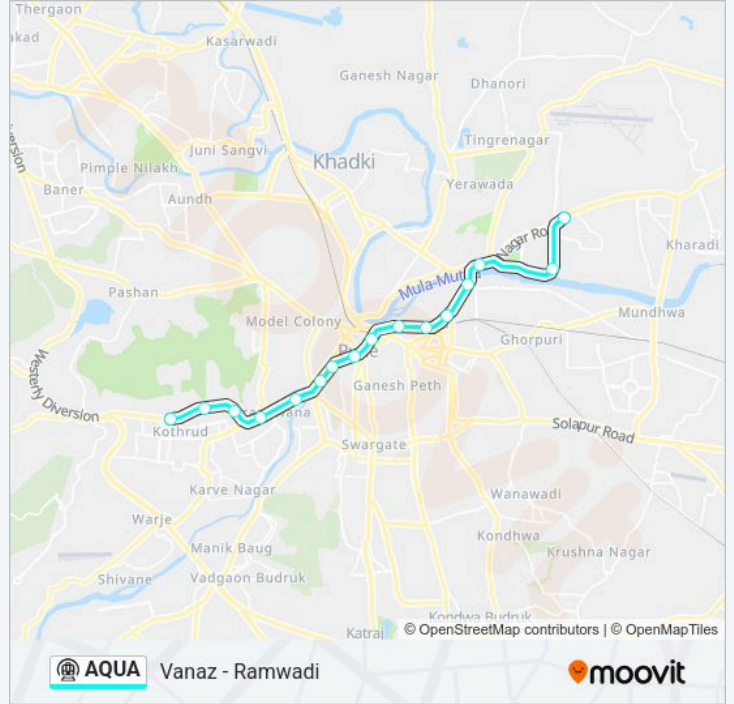 Thergaon
akad
Kasarwadi
Ganesh Nagar
Dhanori
Tingrenagar
Juni Sangvi
Khadki
Pimple Nilakh
Yerawada
Baner
Aundh
Nagar Ro
Kharadi
Mula-Mut
Pashan
Mundhwa
Model Colony
Ghorpuri
Westerly Diversion
Ganesh Peth
Kothrud
Solapur Road
Swargate
Karve Nagar
Wanawadi
Warje
Kondhwa
Manik Baug
Krushna Nagar
Shivane
Vadgaon Budruk
Kondwa Budruk
Katraj
© OpenStreetMap contributors | © OpenMapTiles
AQUA
Vanaz - Ramwadi
moovit